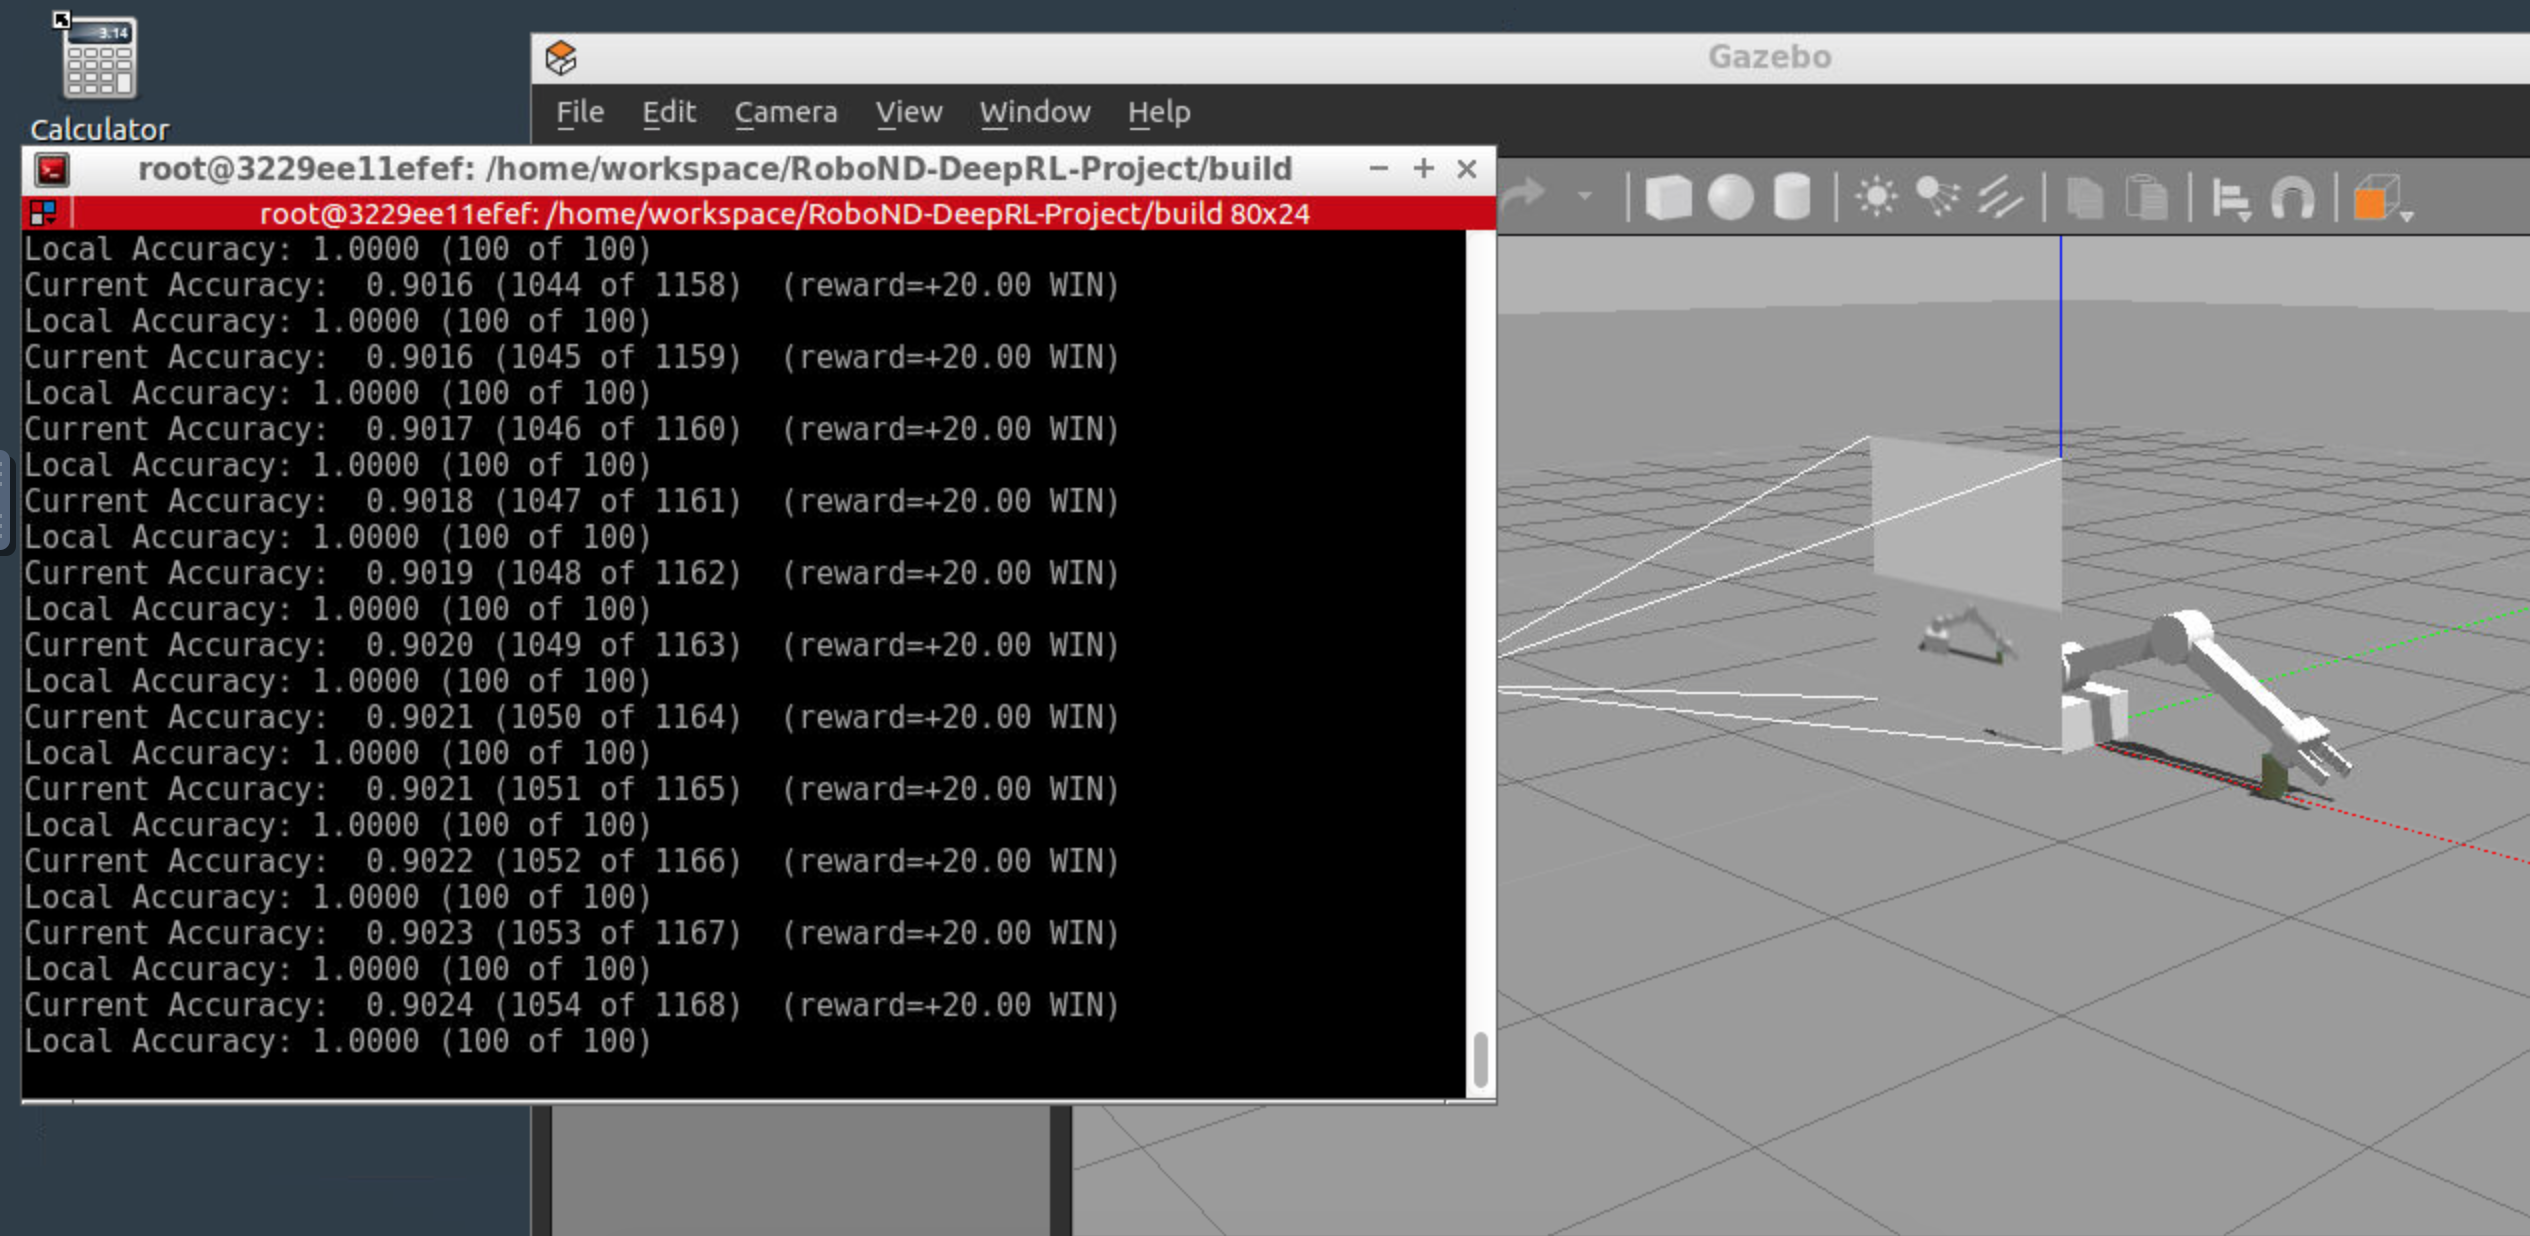 3.14
Calculator
Gazebo
File Edit Camera View Window Help
root@3229ee11efef: /home/workspace/RoboND-DeepRL-Project/build
root@3229ee11efef: /home/workspace/RoboND-DeepRL-Project/build 80x24
Local Accuracy: 1.0000 (100 of 100)
Current Accuracy:  0.9016 (1044 of 1158)  (reward=+20.00 WIN)
Local Accuracy: 1.0000 (100 of 100)
Current Accuracy:  0.9016 (1045 of 1159)  (reward=+20.00 WIN)
Local Accuracy: 1.0000 (100 of 100)
Current Accuracy:  0.9017 (1046 of 1160)  (reward=+20.00 WIN)
Local Accuracy: 1.0000 (100 of 100)
Current Accuracy:  0.9018 (1047 of 1161)  (reward=+20.00 WIN)
Local Accuracy: 1.0000 (100 of 100)
Current Accuracy:  0.9019 (1048 of 1162)  (reward=+20.00 WIN)
Local Accuracy: 1.0000 (100 of 100)
Current Accuracy:  0.9020 (1049 of 1163)  (reward=+20.00 WIN)
Local Accuracy: 1.0000 (100 of 100)
Current Accuracy:  0.9021 (1050 of 1164)  (reward=+20.00 WIN)
Local Accuracy: 1.0000 (100 of 100)
Current Accuracy:  0.9021 (1051 of 1165)  (reward=+20.00 WIN)
Local Accuracy: 1.0000 (100 of 100)
Current Accuracy:  0.9022 (1052 of 1166)  (reward=+20.00 WIN)
Local Accuracy: 1.0000 (100 of 100)
Current Accuracy:  0.9023 (1053 of 1167)  (reward=+20.00 WIN)
Local Accuracy: 1.0000 (100 of 100)
Current Accuracy:  0.9024 (1054 of 1168)  (reward=+20.00 WIN)
Local Accuracy: 1.0000 (100 of 100)